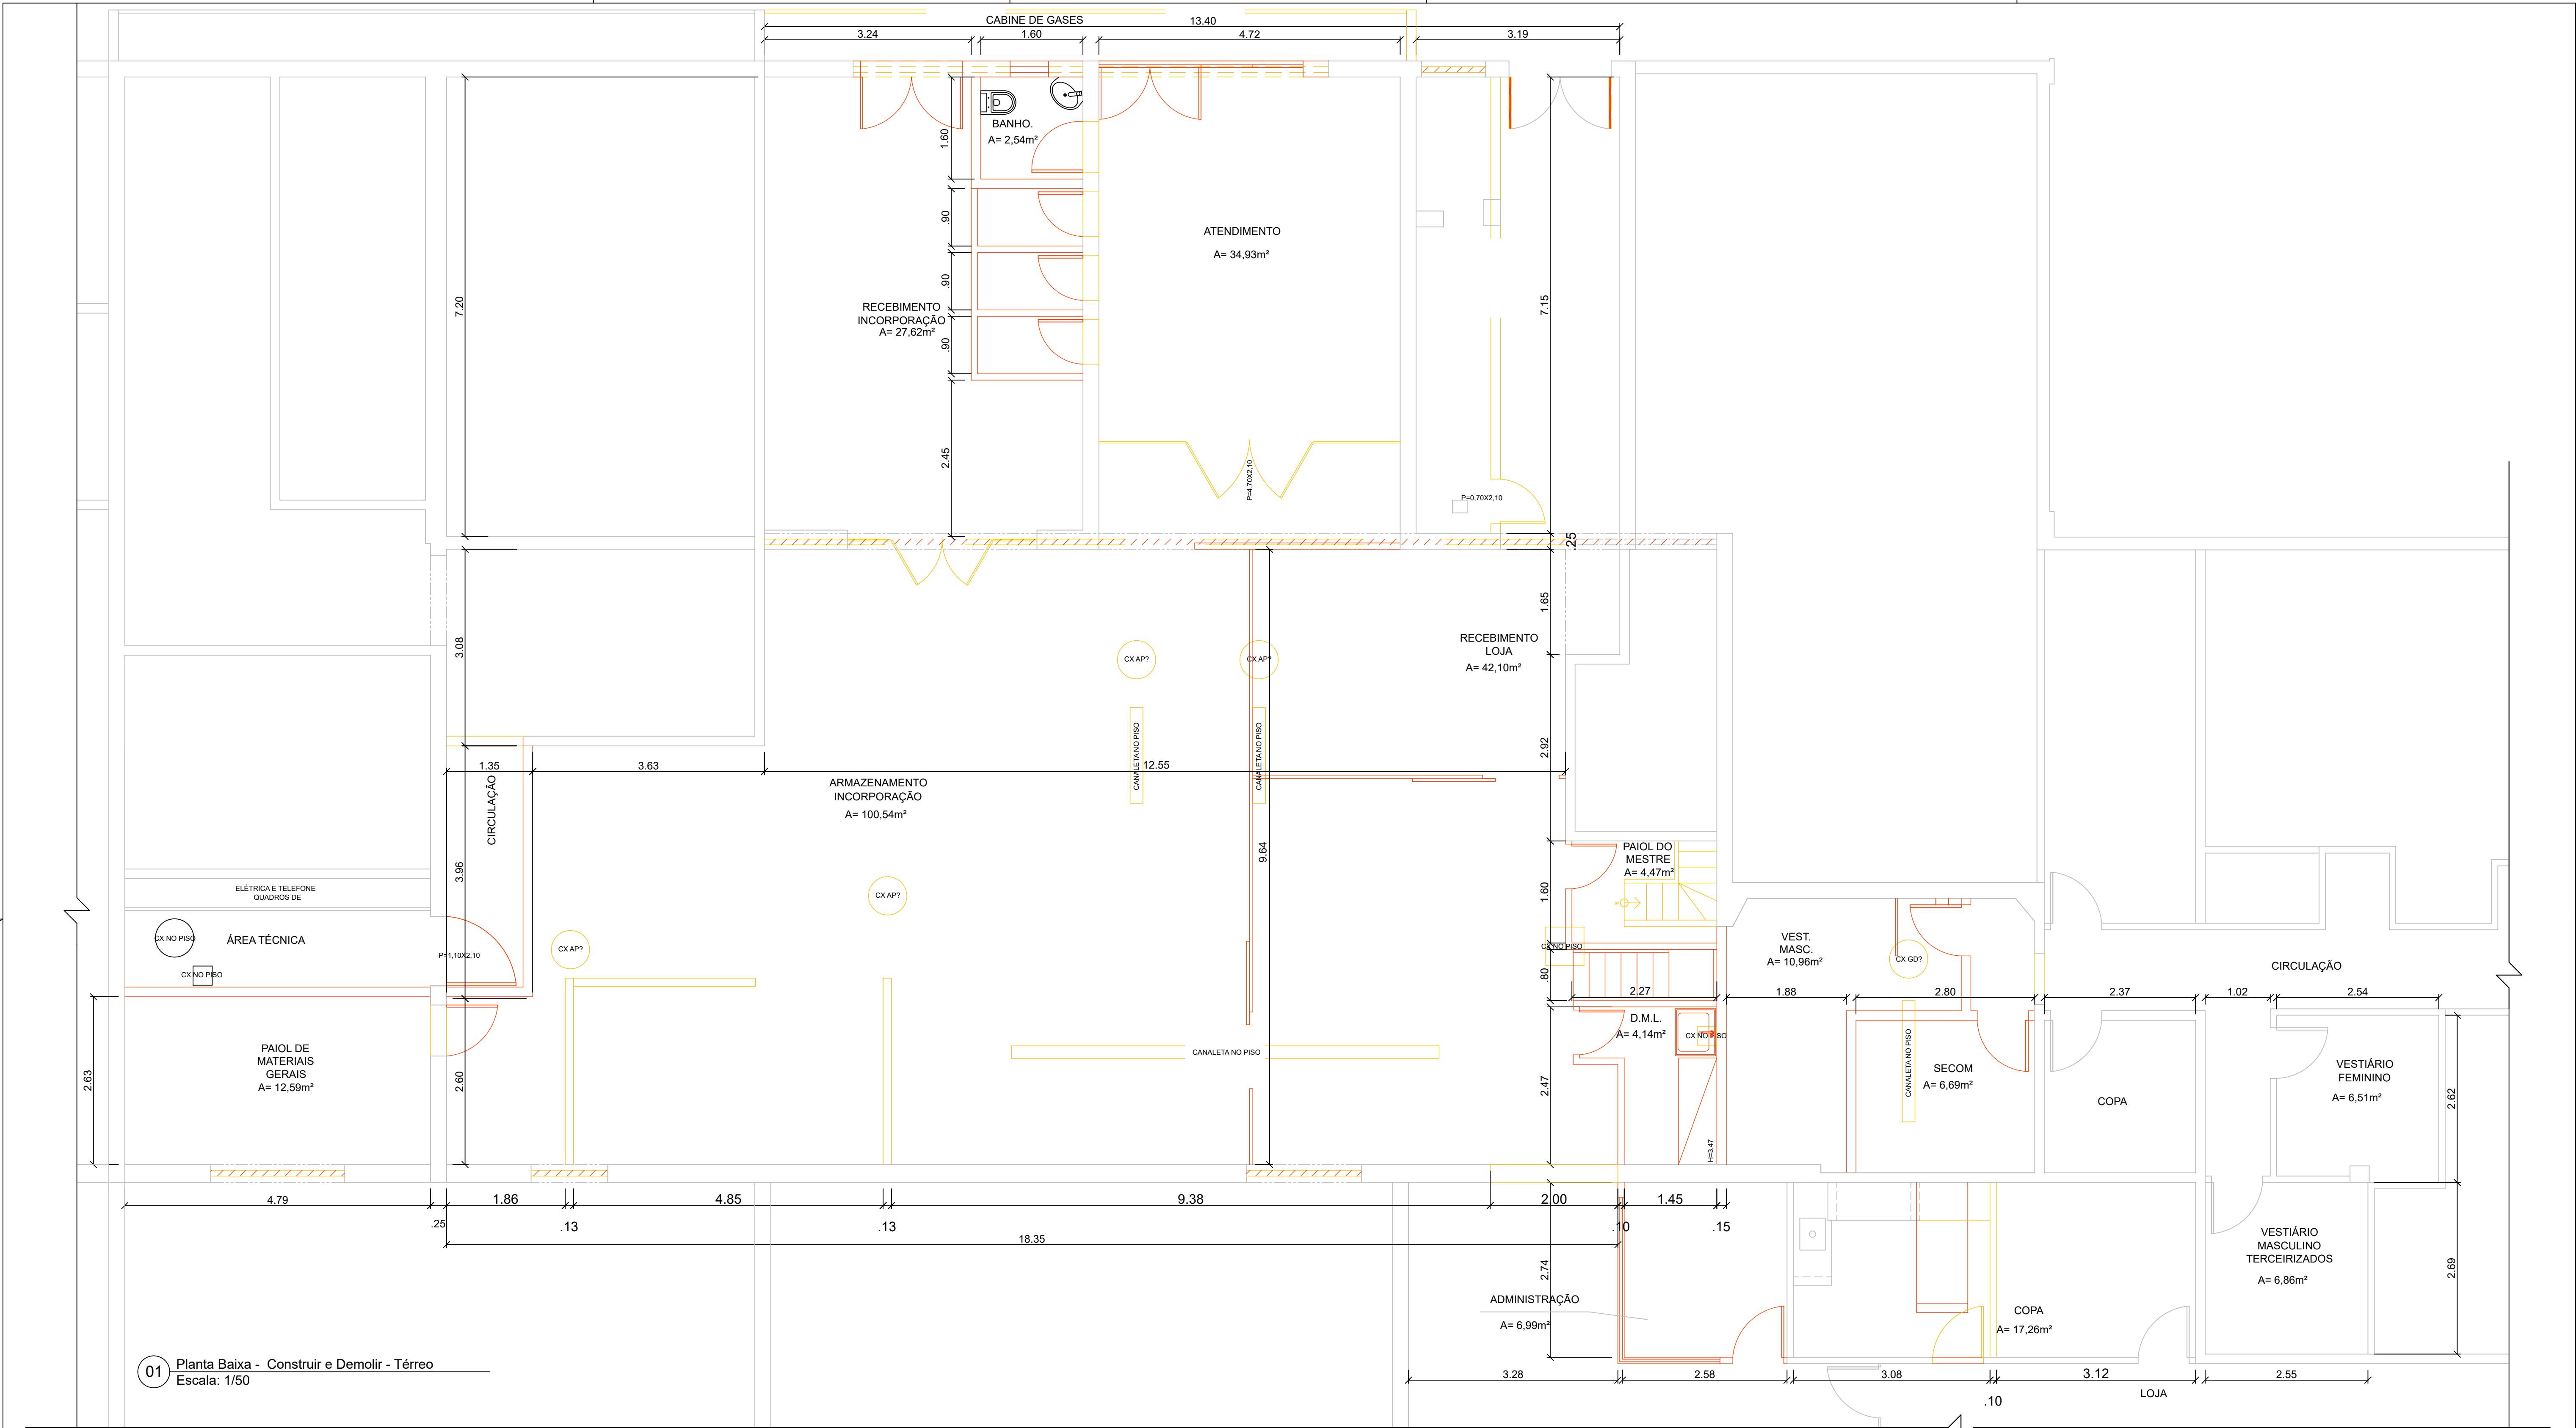 CABINE DE GASES
13.40
3.24
1.60
4.72
3.19
BANHO.
A= 2,54m²
1.60
.90
.90
.90
2.45
7.20
ATENDIMENTO
A= 34,93m²
RECEBIMENTO
INCORPORAÇÃO
A= 27,62m²
7.15
P=4,70X2,10
P=0,70X2,10
.25
1.65
3.08
RECEBIMENTO
LOJA
A= 42,10m²
CX AP?
CX AP?
CANALETA NO PISO
CANALETA NO PISO
2.92
1.35
3.63
12.55
CIRCULAÇÃO
ARMAZENAMENTO
INCORPORAÇÃO
A= 100,54m²
3.96
9.64
PAIOL DO
MESTRE
A= 4,47m²
1.60
ELÉTRICA E TELEFONE
QUADROS DE
CX AP?
CX NO PISO
ÁREA TÉCNICA
CX NO PISO
P=1,10X2,10
CX AP?
CX NO PISO
.80
VEST.
MASC.
A= 10,96m²
CX GD?
CIRCULAÇÃO
2.27
1.88
2.80
2.37
1.02
2.54
D.M.L.
A= 4,14m²
CX NO PISO
PAIOL DE
MATERIAIS
GERAIS
A= 12,59m²
2.63
2.60
CANALETA NO PISO
2.47
H=3,47
CANALETA NO PISO
SECOM
A= 6,69m²
COPA
VESTIÁRIO
FEMININO
A= 6,51m²
2.62
4.79
.25
1.86
.13
4.85
.13
9.38
2.00
.10
1.45
.15
18.35
2.74
VESTIÁRIO
MASCULINO
TERCEIRIZADOS
A= 6,86m²
2.69
ADMINISTRAÇÃO
A= 6,99m²
COPA
A= 17,26m²
01
Planta Baixa - Construir e Demolir - Térreo
Escala: 1/50
3.28
2.58
3.08
.10
3.12
2.55
LOJA